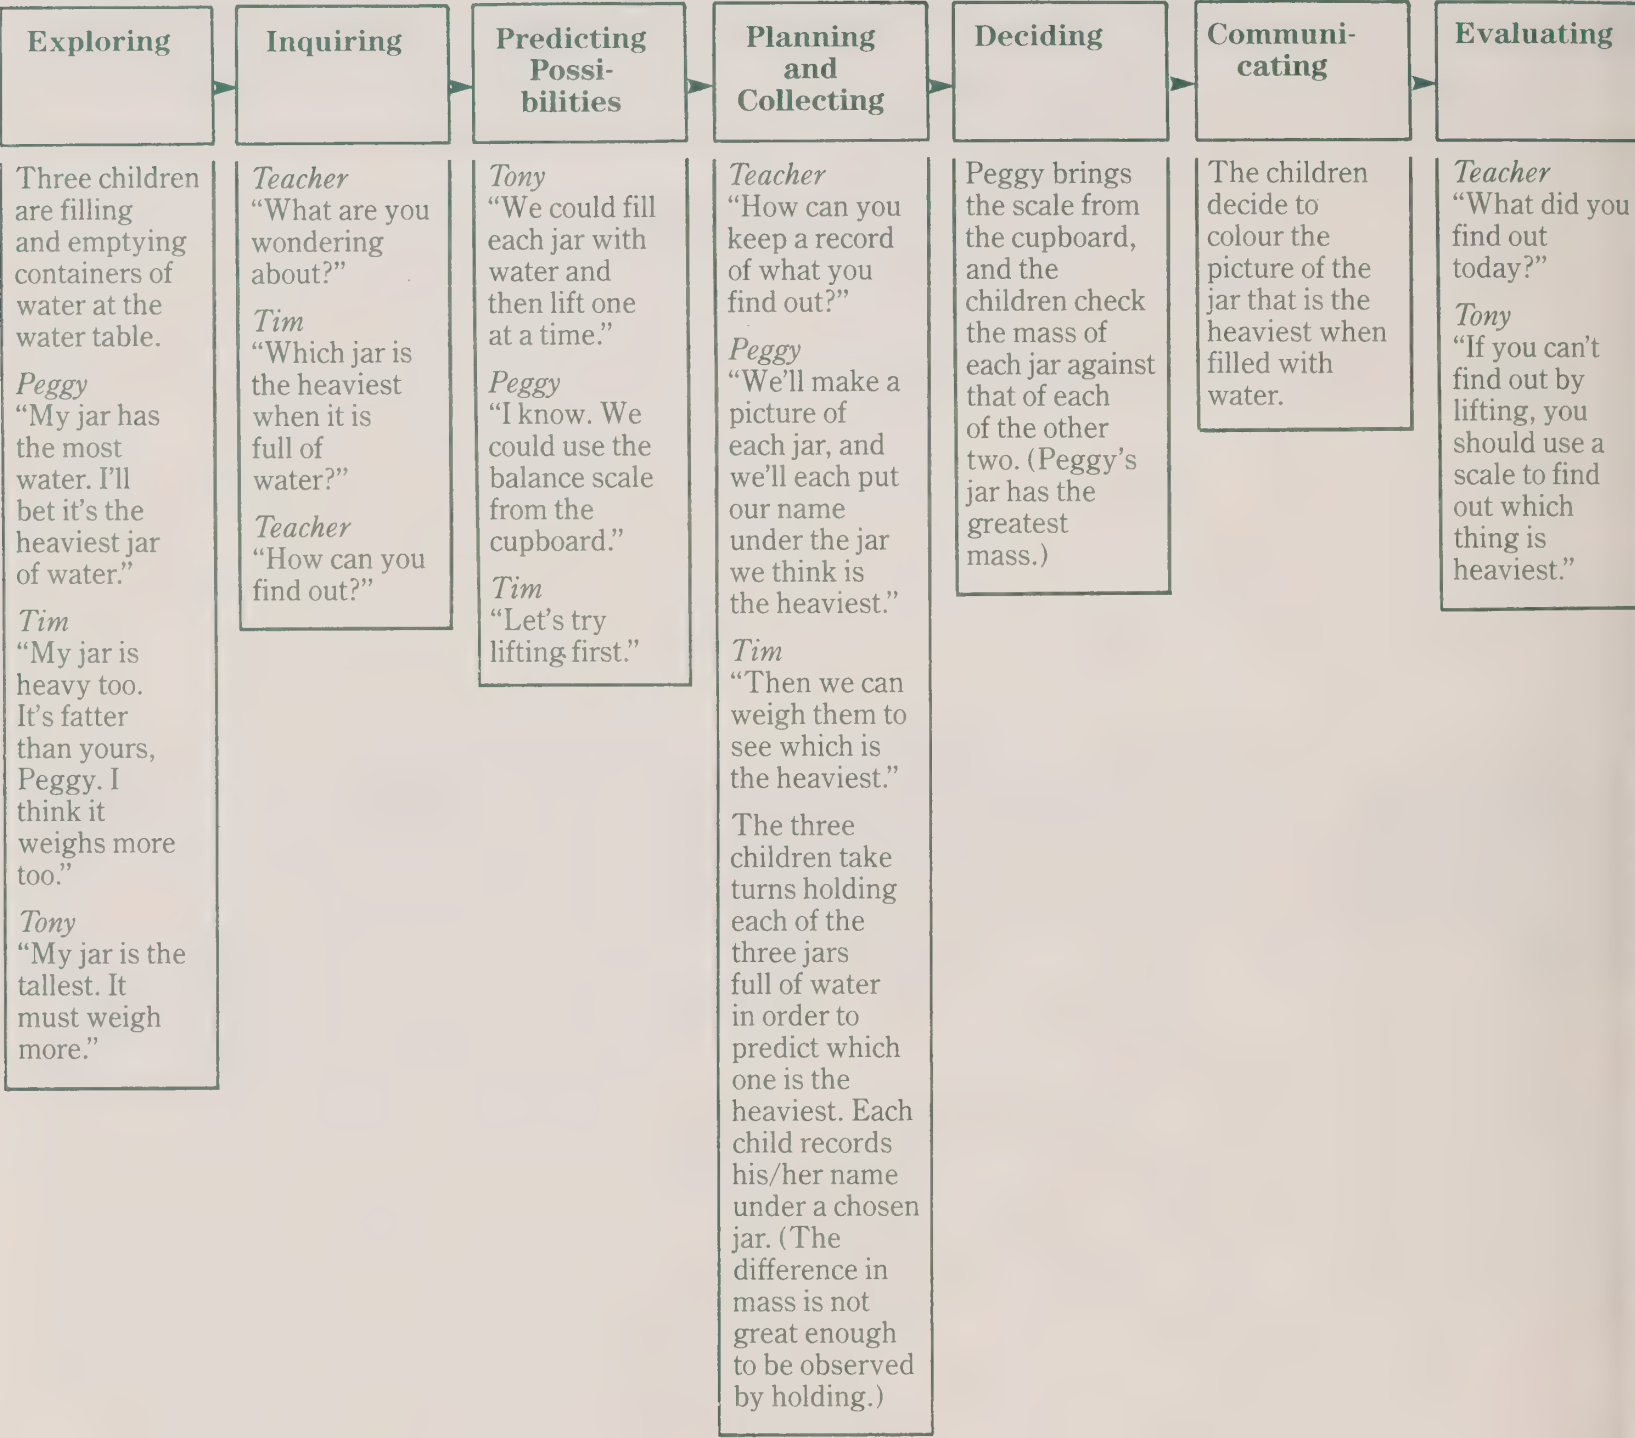 Exploring
Three children
are filling
and emptying
containers of
water at the
water table.
Peggy
“My jar has
the most
water. I'll
bet it's the
heaviest jar
of water.”
Tim
“My jar is
heavy too.
It's fatter
than yours,
Peggy. I
think it
weighs more
too.”
Tony
“My jar is the
tallest. It
must weigh
more.”
Inquiring
Teacher
“What are you
wondering
about?”
Tim
“Which jar is
the heaviest
when it is
full of
water?”
Teacher
“How can you
find out?”
Predicting
Possi-
bilities
Tony
“We could fill
each jar with
water and
then lift one
at a time.”
Peggy
“I know. We
could use the
balance scale
from the
cupboard.”
Tim
“Let's try
lifting first.”
Planning
and
Collecting
Teacher
“How can you
keep a record
of what you
find out?”
Peggy
“We'll make a
picture of
each jar, and
we'll each put
our name
under the jar
we think is
the heaviest.”
Tim
“Then we can
weigh them to
see which is
the heaviest.”
The three
children take
turns holding
each of the
three jars
full of water
in order to
predict which
one is the
heaviest. Each
child records
his/her name
under a chosen
jar. (The
difference in
mass is not
great enough
to be observed
by holding.)
Deciding
Peggy brings
the scale from
the cupboard,
and the
children check
the mass of
each jar against
that of each
of the other
two. (Peggy's
jar has the
greatest
mass.)
Communi-
cating
The children
decide to
colour the
picture of the
jar that is the
heaviest when
filled with
water.
Evaluating
Teacher
“What did you
find out
today?”
Tony
“If you can't
find out by
lifting, you
should use a
scale to find
out which
thing is
heaviest.”